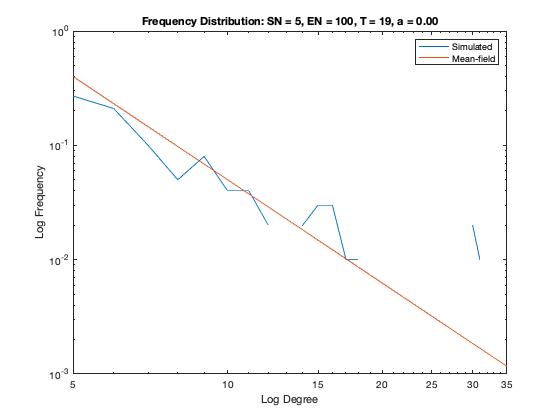 Frequency Distribution: SN = 5, EN = 100, T = 19, a = 0.00
10^0
Simulated
Mean-field
10^-1
Log Frequency
10^-2
10^-3
5 10 15 20 25 30 35
Log Degree